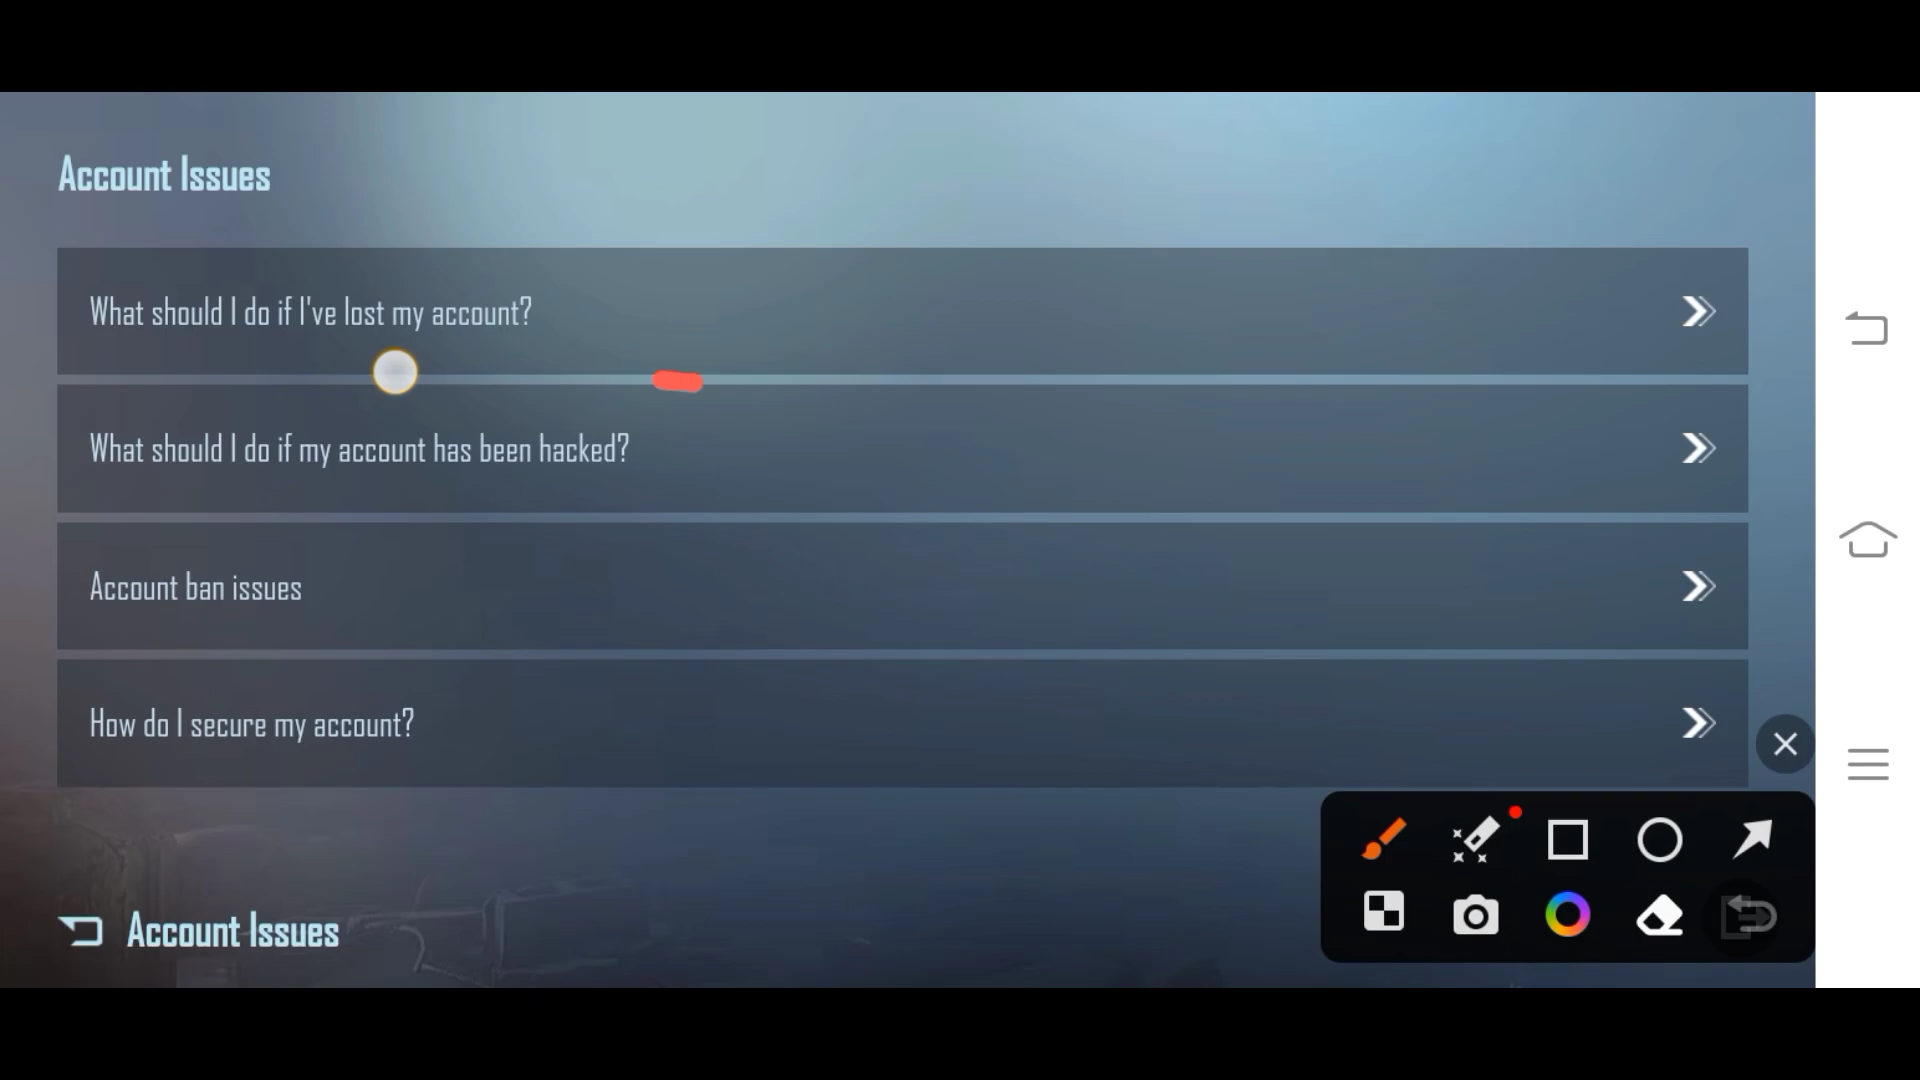 Account Issues
What should I do if I've lost my account?
What should I do if my account has been hacked?
Account ban issues
How do I secure my account?
Account Issues